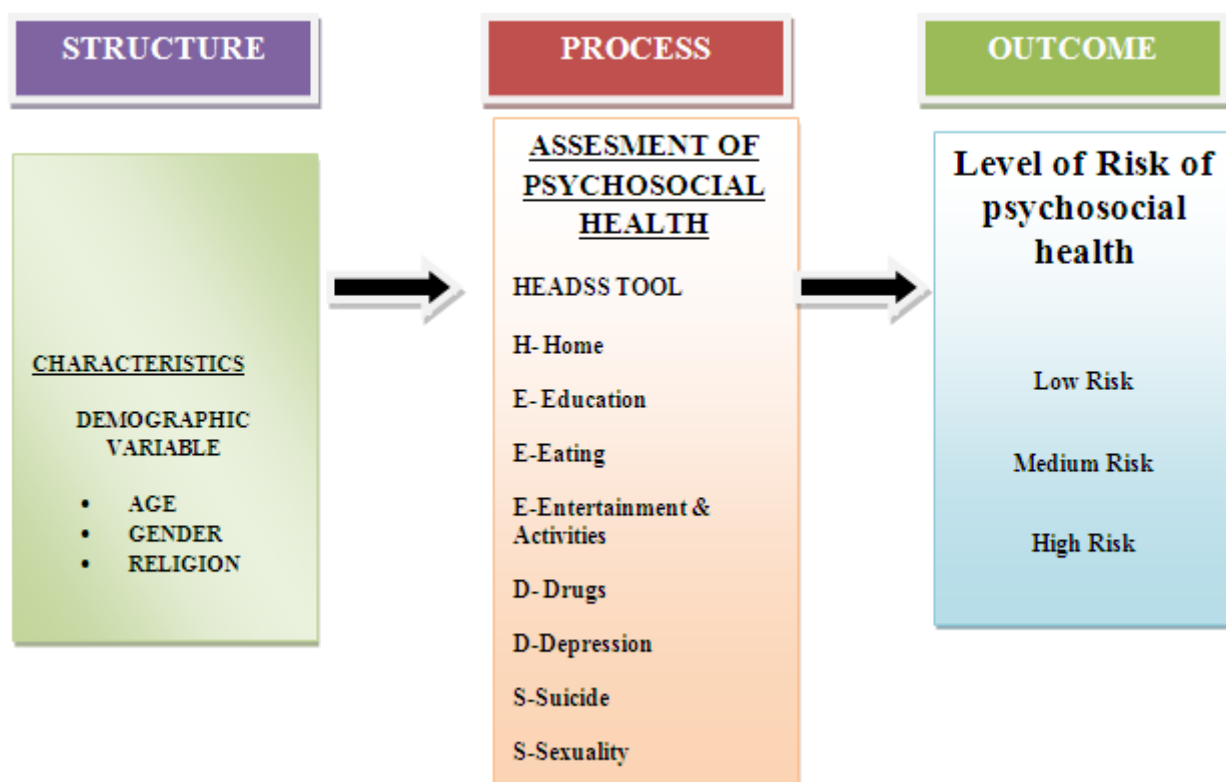 STRUCTURE
CHARACTERISTICS
DEMOGRAPHIC
VARIABLE
• AGE
• GENDER
• RELIGION
PROCESS
ASSESMENT OF
PSYCHOSOCIAL
HEALTH
HEADSS TOOL
H- Home
E- Education
E-Eating
E-Entertainment &
Activities
D- Drugs
D-Depression
S-Suicide
S-Sexuality
OUTCOME
Level of Risk of
psychosocial
health
Low Risk
Medium Risk
High Risk